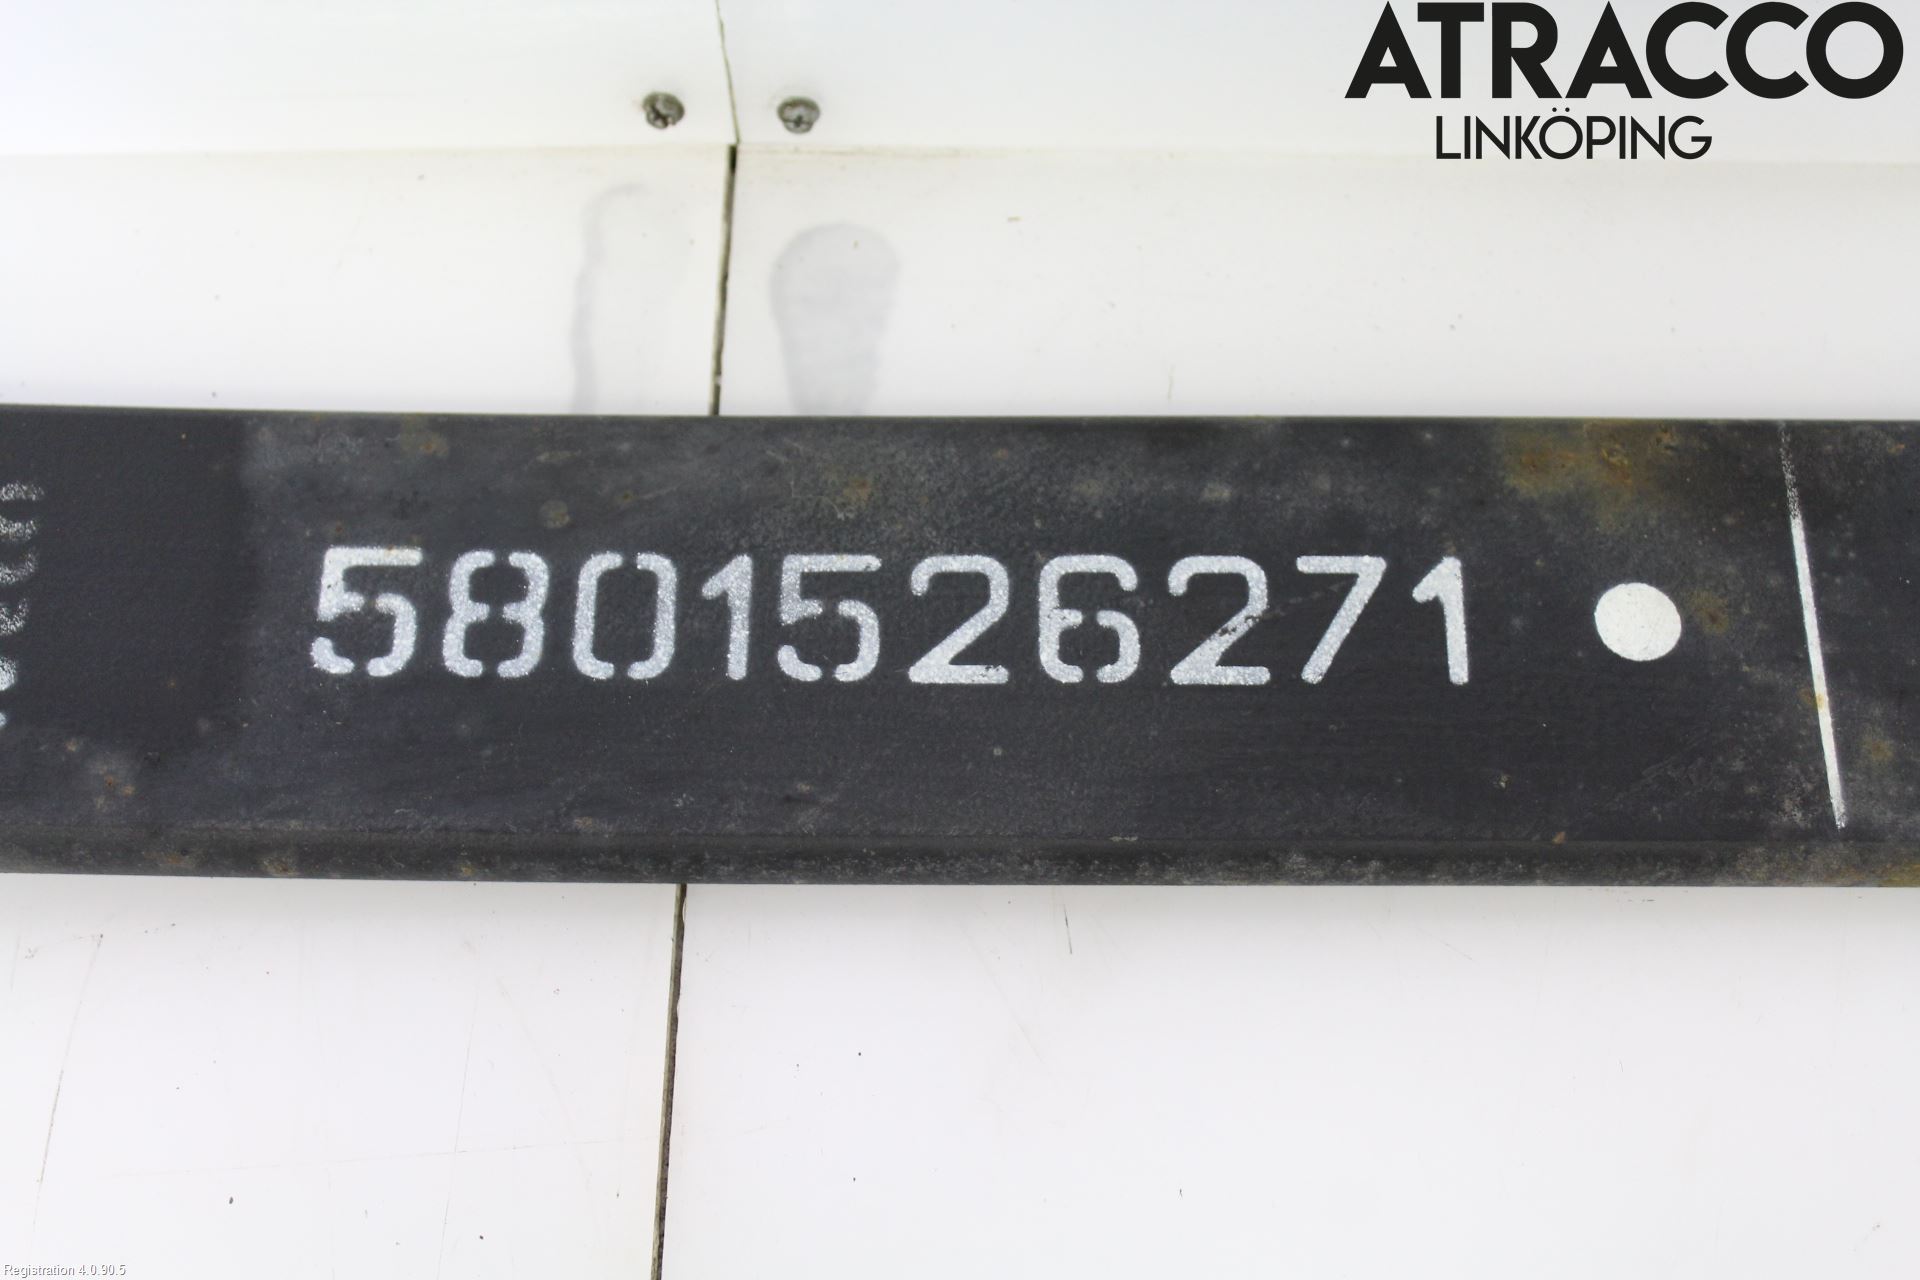 ATRACCO
LINKÖPING
5801526271
Registration 4.0.90.5